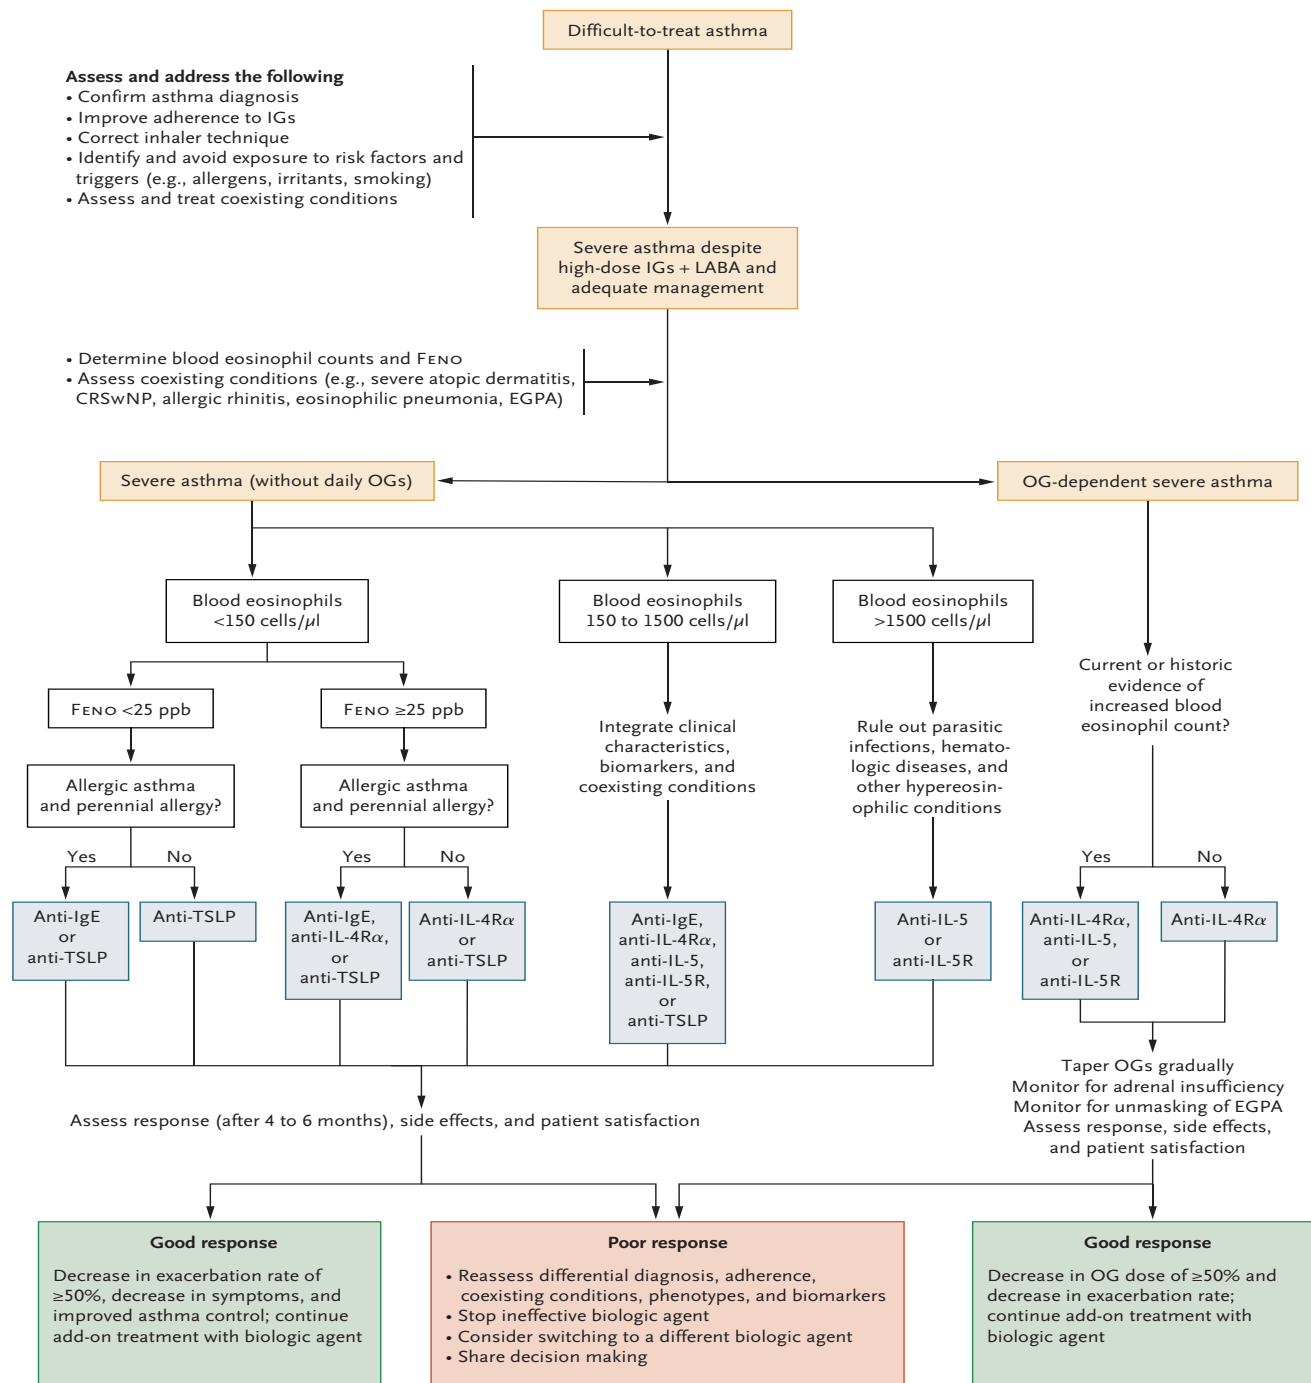 Difficult-to-treat asthma
Assess and address the following
• Confirm asthma diagnosis
• Improve adherence to IGs
• Correct inhaler technique
• Identify and avoid exposure to risk factors and
triggers (e.g., allergens, irritants, smoking)
• Assess and treat coexisting conditions
Severe asthma despite
high-dose IGs + LABA and
adequate management
• Determine blood eosinophil counts and FENO
• Assess coexisting conditions (e.g., severe atopic dermatitis,
CRSwNP, allergic rhinitis, eosinophilic pneumonia, EGPA)
Severe asthma (without daily OGs)
OG-dependent severe asthma
Blood eosinophils
<150 cells/µl
Blood eosinophils
150 to 1500 cells/µl
Blood eosinophils
>1500 cells/µl
FENO <25 ppb
FENO ≥25 ppb
Allergic asthma
and perennial allergy?
Allergic asthma
and perennial allergy?
Integrate clinical
characteristics,
biomarkers, and
coexisting conditions
Rule out parasitic
infections, hemato-
logic diseases, and
other hypereosin-
ophilic conditions
Current or historic
evidence of
increased blood
eosinophil count?
Yes
No
Yes
No
Yes
No
Anti-IgE
or
anti-TSLP
Anti-TSLP
Anti-IgE,
anti-IL-4Rα,
or
anti-TSLP
Anti-IL-4Rα
or
anti-TSLP
Anti-IgE,
anti-IL-4Rα,
anti-IL-5,
anti-IL-5R,
or
anti-TSLP
Anti-IL-5
or
anti-IL-5R
Anti-IL-4Rα,
anti-IL-5,
or
anti-IL-5R
Anti-IL-4Rα
Assess response (after 4 to 6 months), side effects, and patient satisfaction
Taper OGs gradually
Monitor for adrenal insufficiency
Monitor for unmasking of EGPA
Assess response, side effects,
and patient satisfaction
Good response
Decrease in exacerbation rate of
≥50%, decrease in symptoms, and
improved asthma control; continue
add-on treatment with biologic agent
Poor response
• Reassess differential diagnosis, adherence,
coexisting conditions, phenotypes, and biomarkers
• Stop ineffective biologic agent
• Consider switching to a different biologic agent
• Share decision making
Good response
Decrease in OG dose of ≥50% and
decrease in exacerbation rate;
continue add-on treatment with
biologic agent